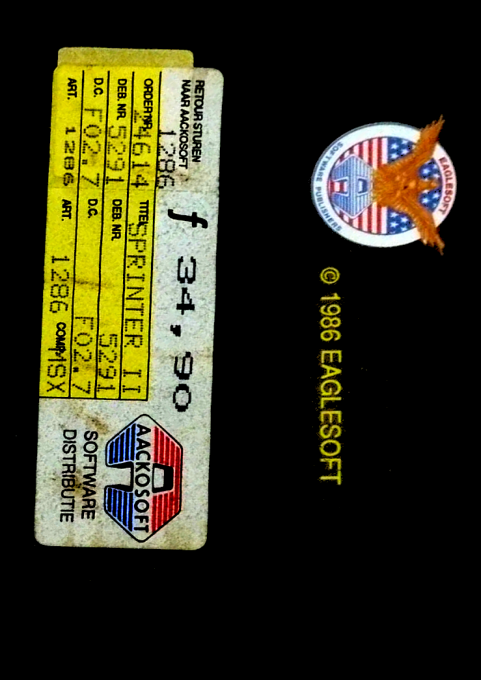 RETOUR STUREN
NAAR AACKOSOFT
1286
f 34,90
ORDERNR. 24614 TITEL SPRINTER II
DEB. NR. 5291 DEB. NR. 5291
D.C. F02.7 D.C. F02.7
ART. 1286 ART. 1286 COMP. MSX
AACKOSOFT
SOFTWARE
DISTRIBUTIE
EAGLESOFT
SOFTWARE PUBLISHERS
© 1986 EAGLESOFT